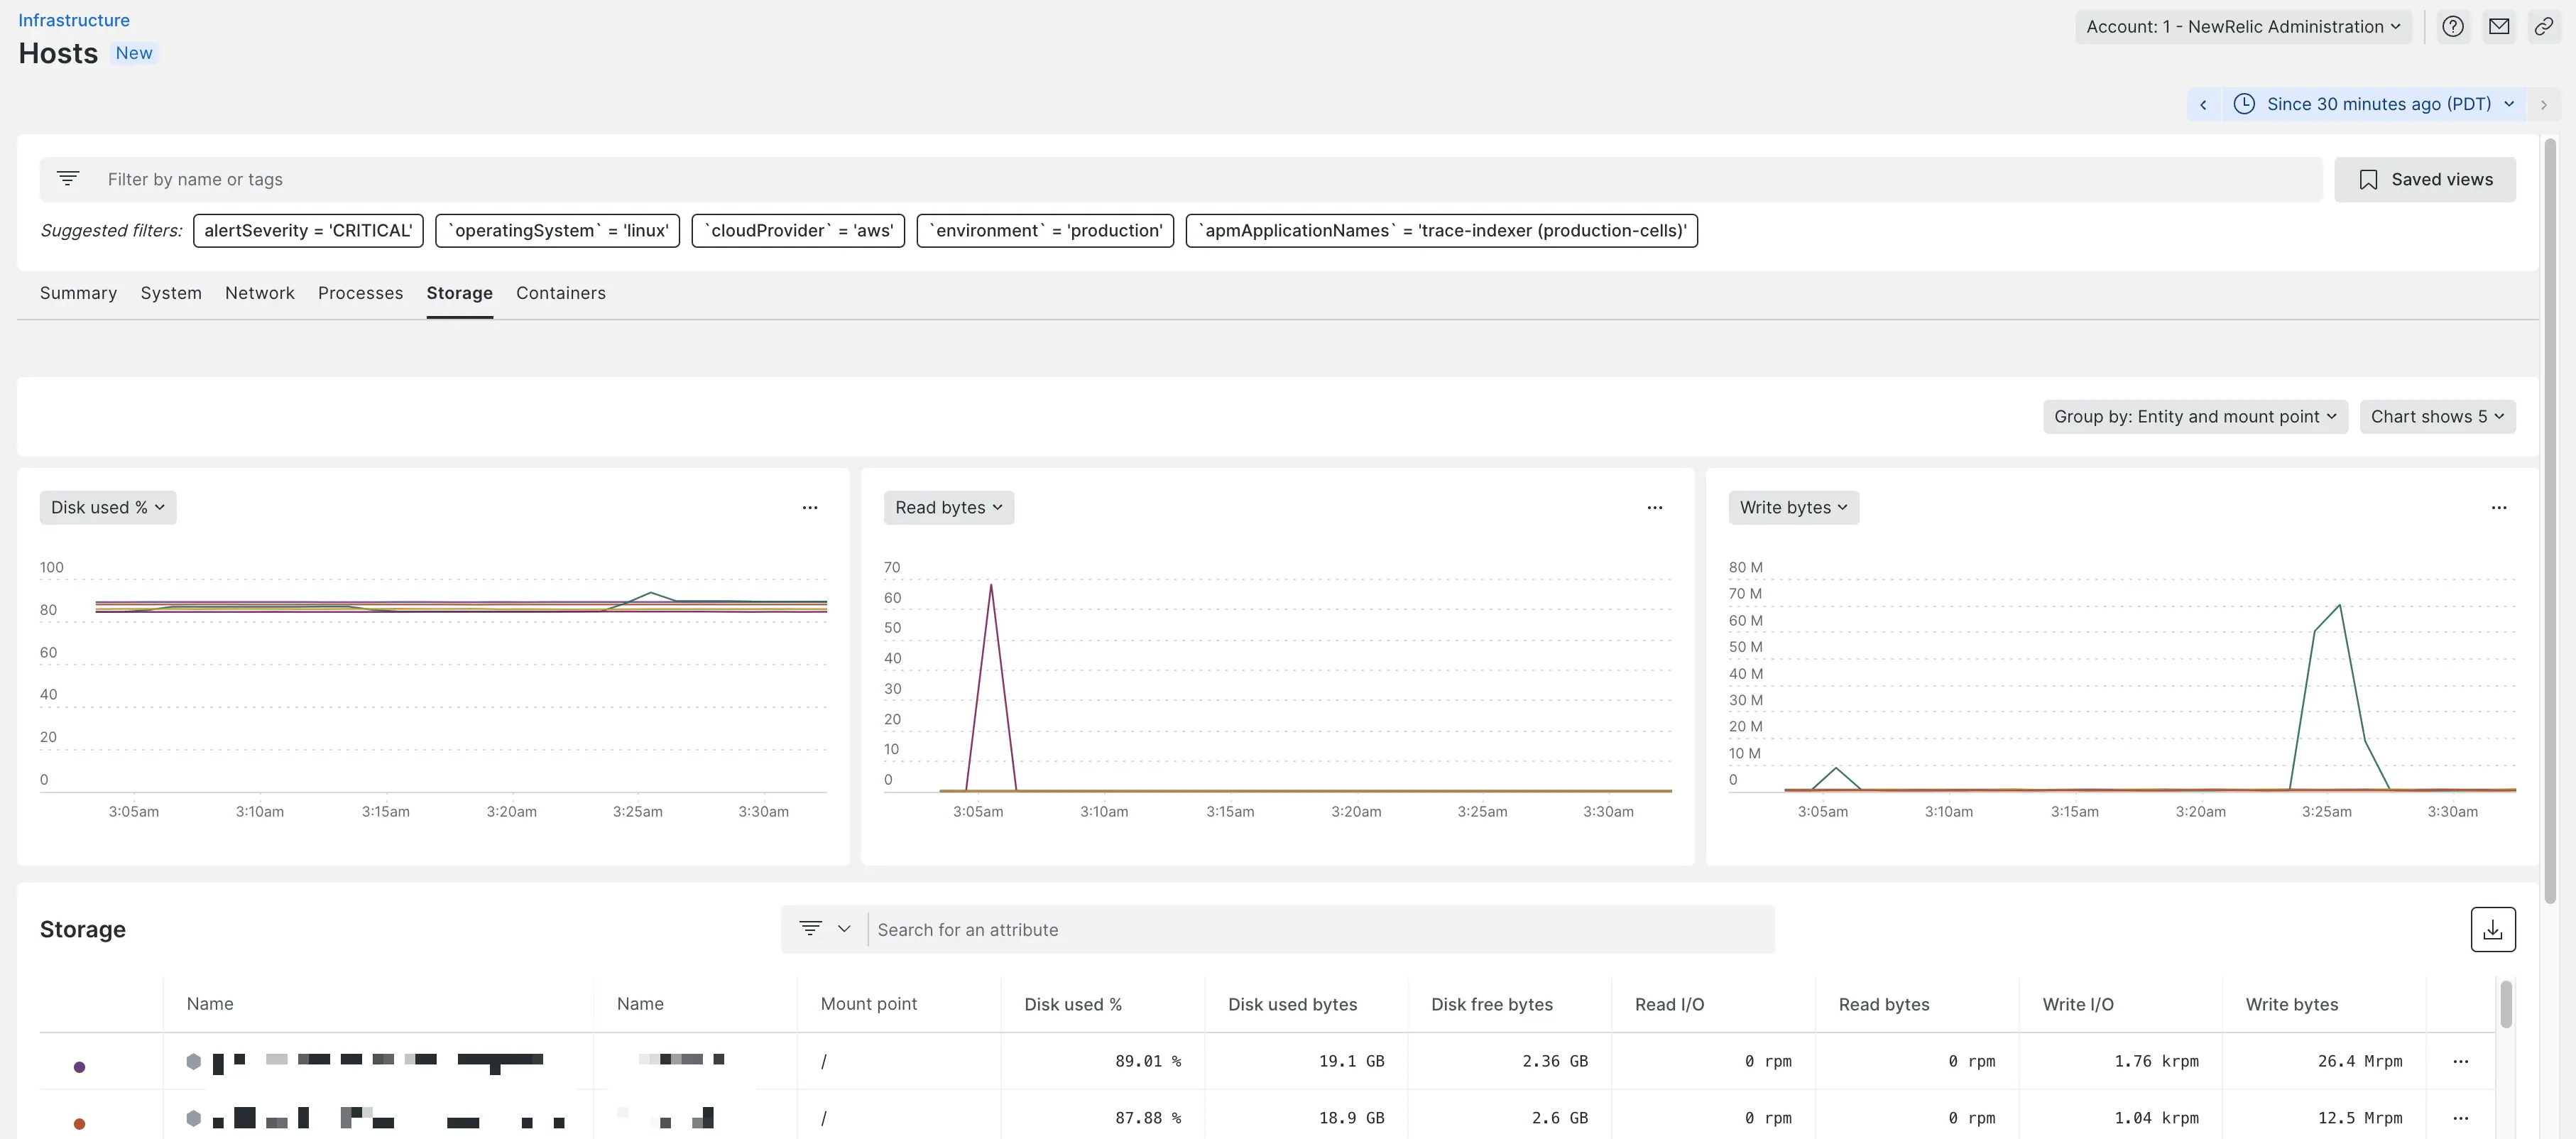 Infrastructure
Hosts New
Account: 1 - NewRelic Administration
Since 30 minutes ago (PDT)
Filter by name or tags
Saved views
Suggested filters: alertSeverity = 'CRITICAL' `operatingSystem` = 'linux' `cloudProvider` = 'aws' `environment` = 'production' `apmApplicationNames` = 'trace-indexer (production-cells)'
Summary System Network Processes Storage Containers
Group by: Entity and mount point Chart shows 5
Disk used %
100
80
60
40
20
0
3:05am 3:10am 3:15am 3:20am 3:25am 3:30am
Read bytes
70
60
50
40
30
20
10
0
3:05am 3:10am 3:15am 3:20am 3:25am 3:30am
Write bytes
80 M
70 M
60 M
50 M
40 M
30 M
20 M
10 M
0
3:05am 3:10am 3:15am 3:20am 3:25am 3:30am
Storage
Search for an attribute
Name Name Mount point Disk used % Disk used bytes Disk free bytes Read I/O Read bytes Write I/O Write bytes
/ 89.01 % 19.1 GB 2.36 GB 0 rpm 0 rpm 1.76 krpm 26.4 Mrpm
/ 87.88 % 18.9 GB 2.6 GB 0 rpm 0 rpm 1.04 krpm 12.5 Mrpm